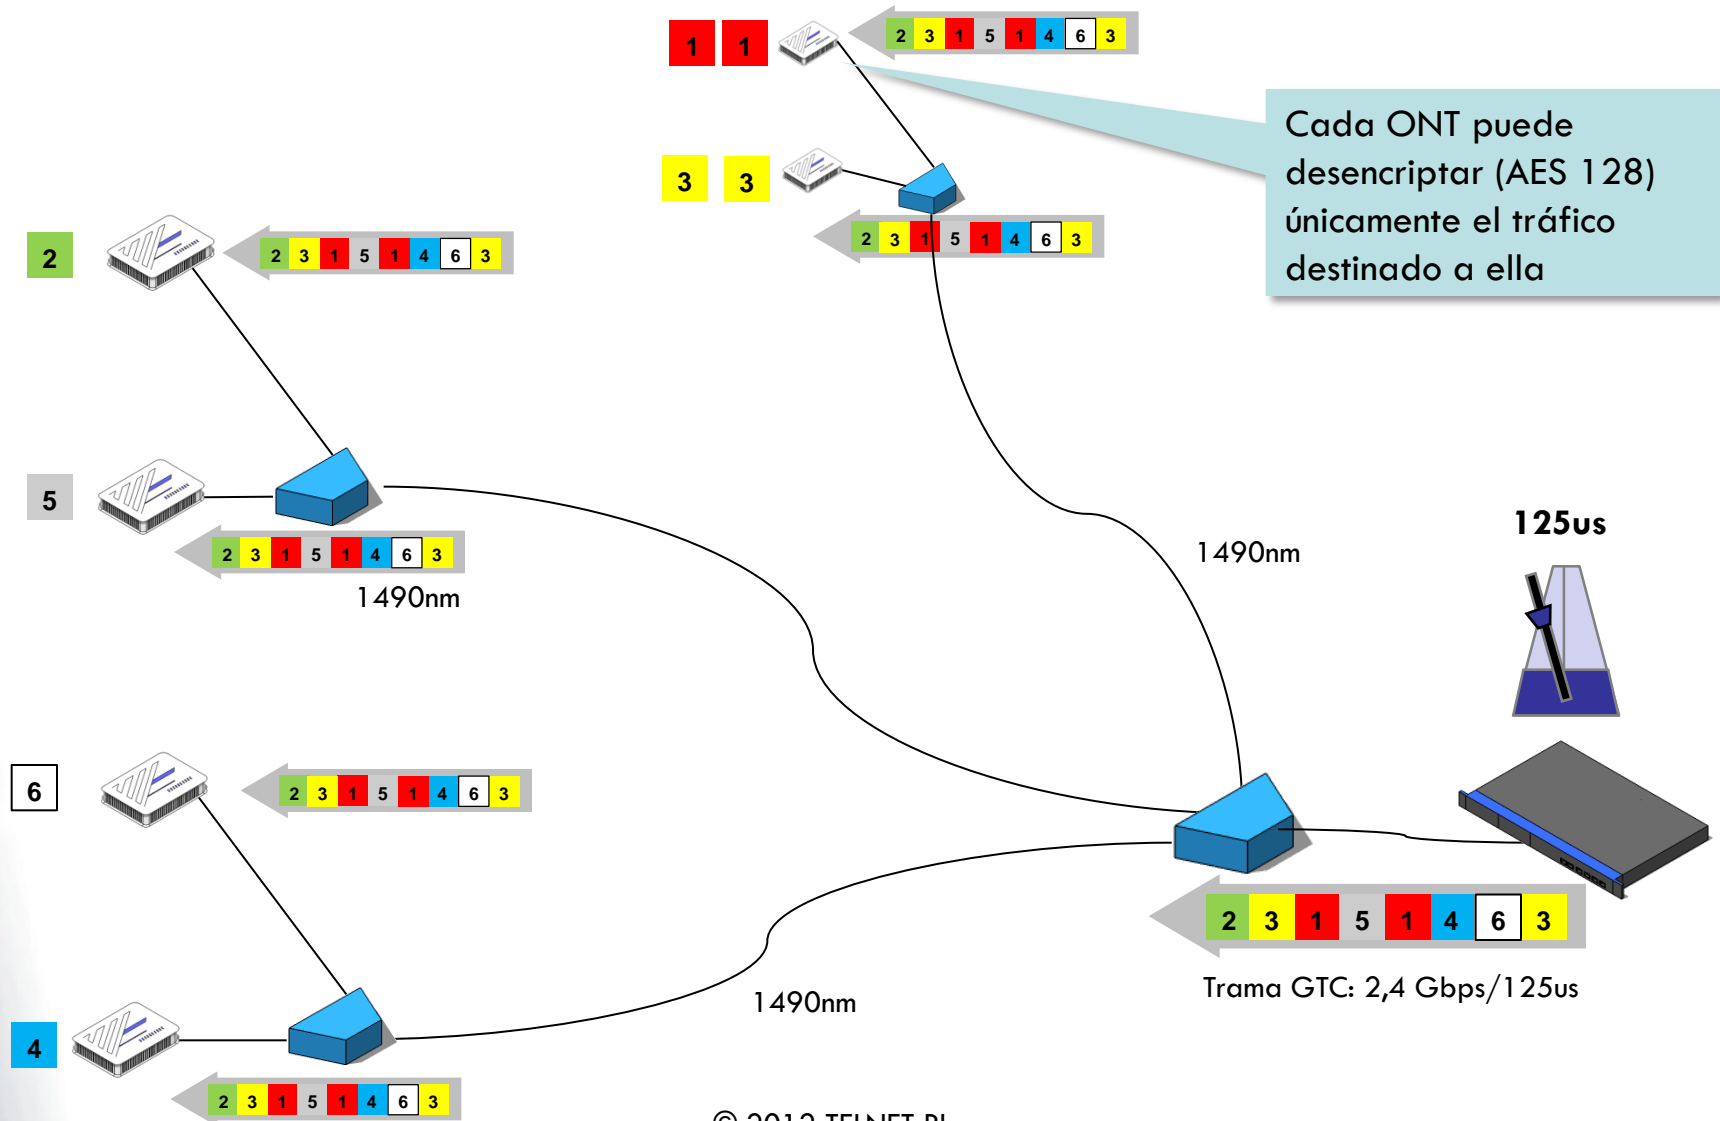 1 1
2 3 1 5 1 4 6 3
Cada ONT puede
desencriptar (AES 128)
únicamente el tráfico
destinado a ella
3 3
2 3 1 5 1 4 6 3
2
2 3 1 5 1 4 6 3
5
2 3 1 5 1 4 6 3
1490nm
1490nm
125us
6
2 3 1 5 1 4 6 3
2 3 1 5 1 4 6 3
Trama GTC: 2,4 Gbps/125us
1490nm
4
2 3 1 5 1 4 6 3
© 2012 TELNET RI